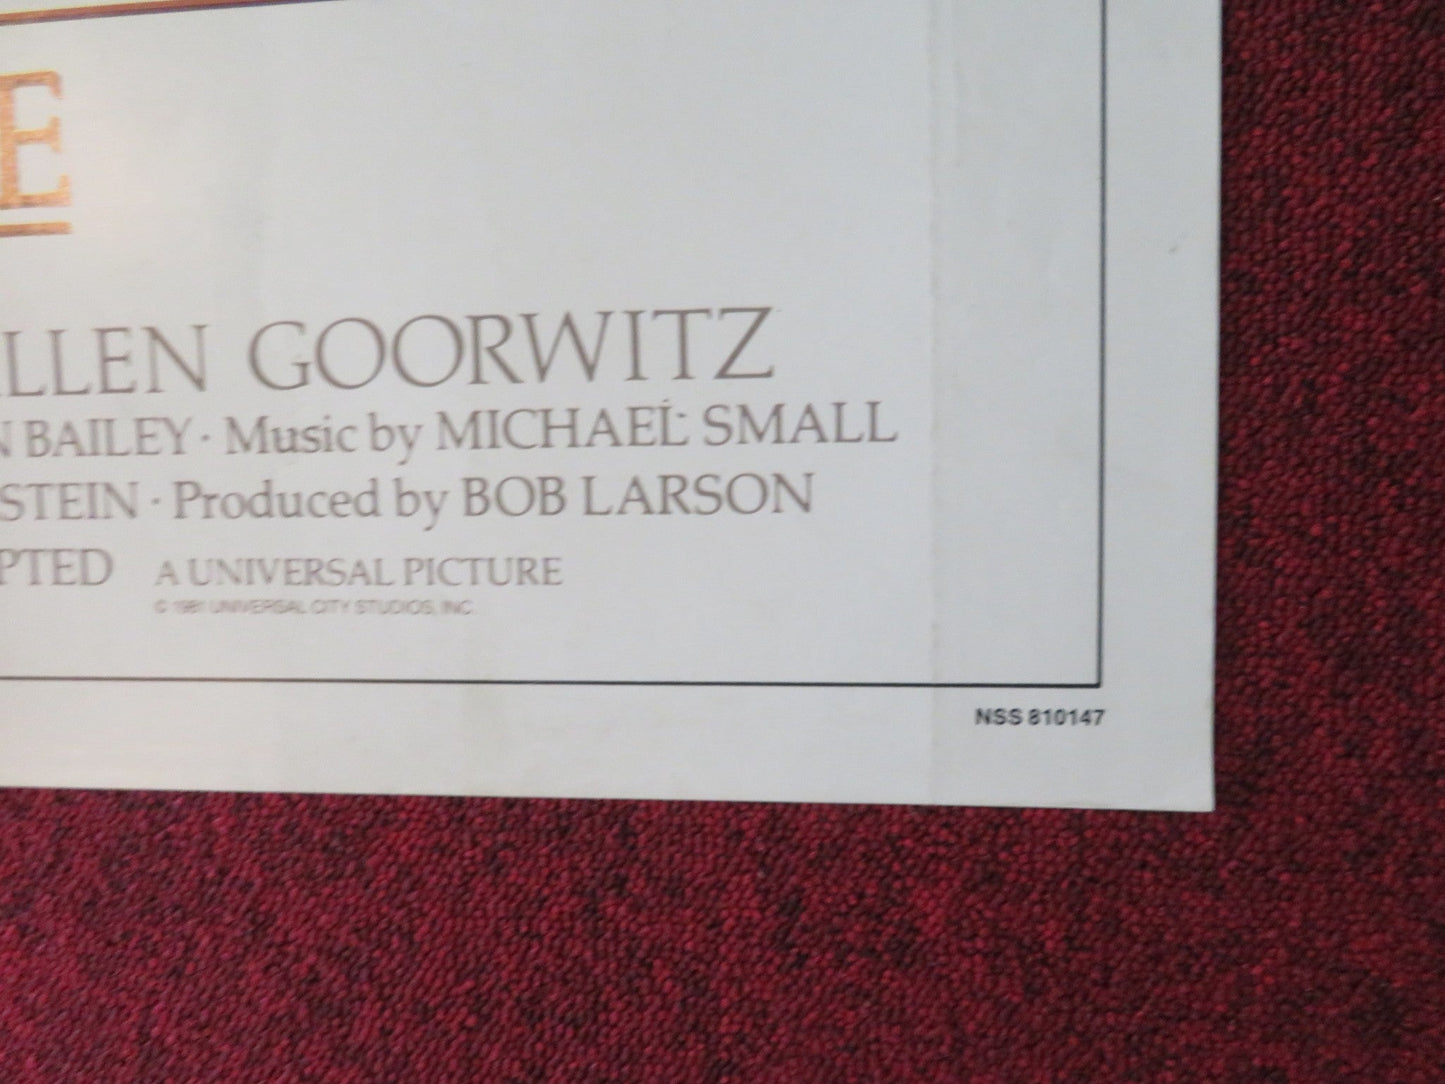 E
LLEN GOORWITZ
N BAILEY · Music by MICHAEL SMALL
STEIN · Produced by BOB LARSON
PTED A UNIVERSAL PICTURE
© 1981 UNIVERSAL CITY STUDIOS, INC.
NSS 810147